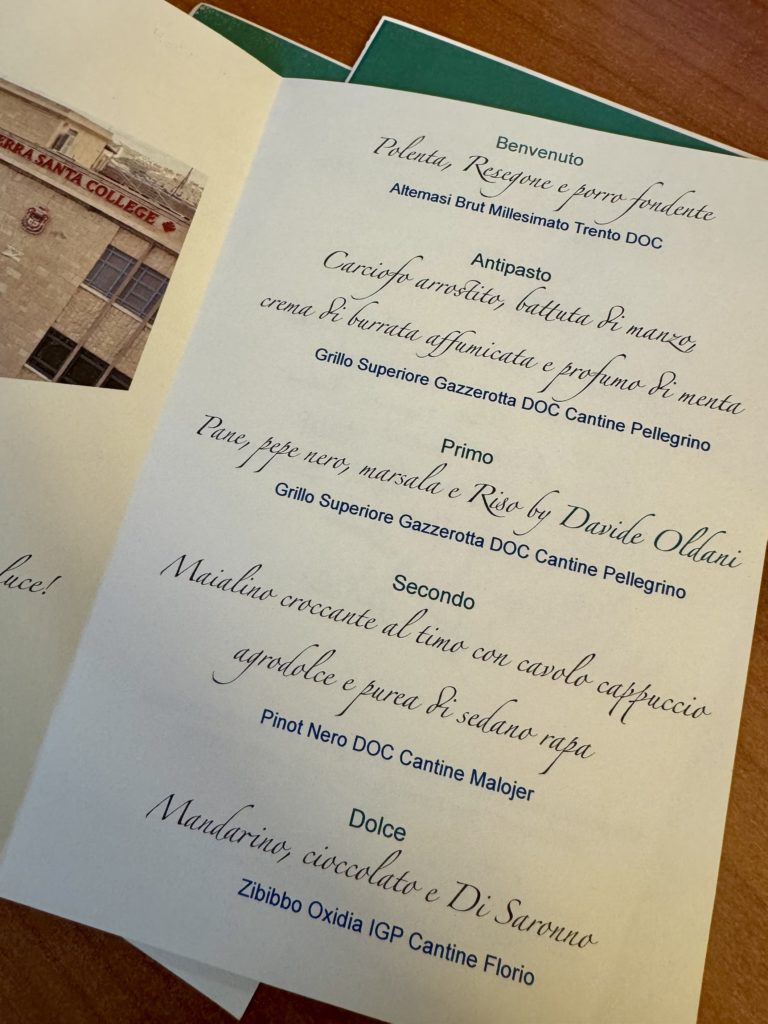 ERRA SANTA COLLEGE
luce!
Benvenuto
Polenta, Resegone e porro fondente
Altemasi Brut Millesimato Trento DOC
Antipasto
Carciofo arrostito, battuta di manzo,
crema di burrata affumicata e profumo di menta
Grillo Superiore Gazzerotta DOC Cantine Pellegrino
Primo
Pane, pepe nero, marsala e Riso by Davide Oldani
Grillo Superiore Gazzerotta DOC Cantine Pellegrino
Secondo
Maialino croccante al timo con cavolo cappuccio
agrodolce e purea di sedano rapa
Pinot Nero DOC Cantine Malojer
Dolce
Mandarino, cioccolato e Di Saronno
Zibibbo Oxidia IGP Cantine Florio